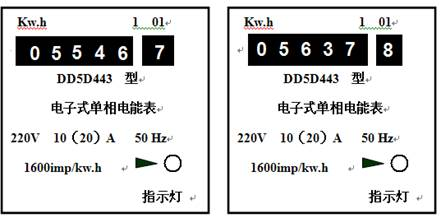 Kw.h 1 01
0 5 5 4 6 7
DD5D443 型
电子式单相电能表
220V 10（20）A 50 Hz
1600imp/kw.h
指示灯
Kw.h 1 01
0 5 6 3 7 8
DD5D443 型
电子式单相电能表
220V 10（20）A 50 Hz
1600imp/kw.h
指示灯